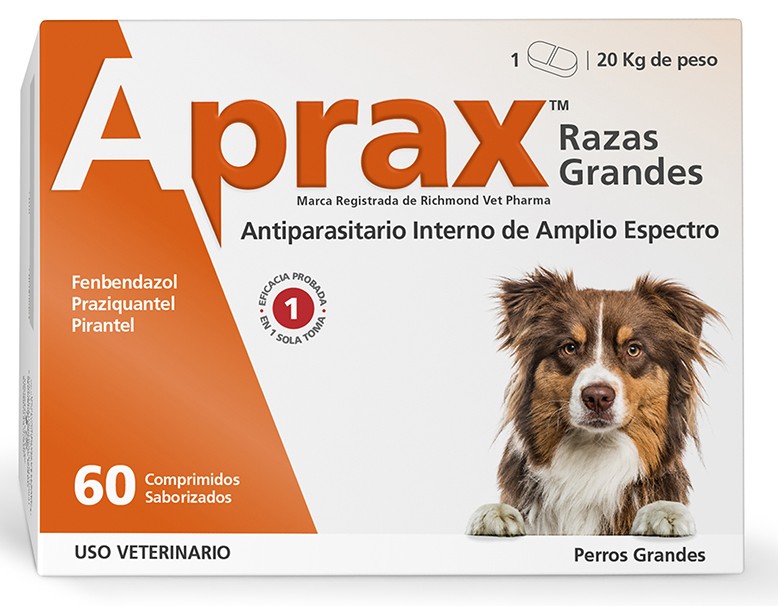 1 | 20 Kg de peso
Aprax™
Razas
Grandes
Marca Registrada de Richmond Vet Pharma
Antiparasitario Interno de Amplio Espectro
Fenbendazol
Praziquantel
Pirantel
EFICACIA PROBADA
1
EN 1 SOLA TOMA
60 Comprimidos
Saborizados
USO VETERINARIO
Perros Grandes